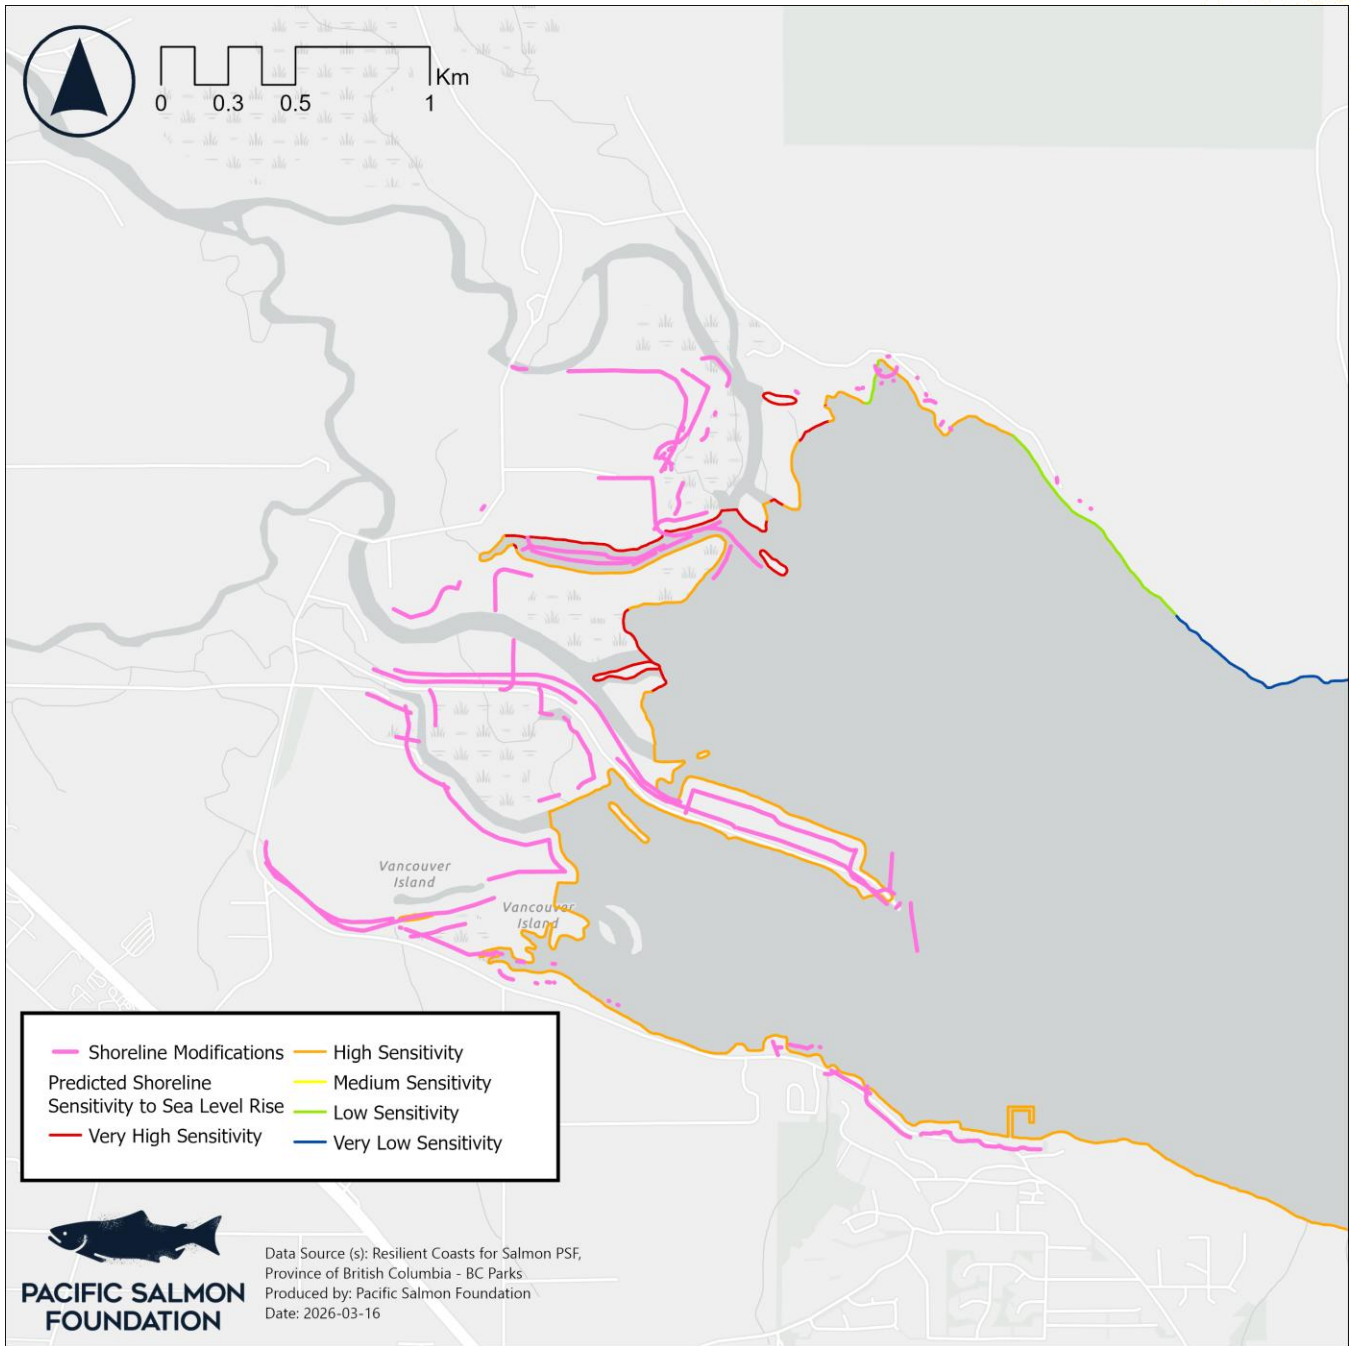 Km
0 0.3 0.5 1
Vancouver
Island
Vancouver
Island
Shoreline Modifications
Predicted Shoreline
Sensitivity to Sea Level Rise
Very High Sensitivity
High Sensitivity
Medium Sensitivity
Low Sensitivity
Very Low Sensitivity
PACIFIC SALMON
FOUNDATION
Data Source (s): Resilient Coasts for Salmon PSF,
Province of British Columbia - BC Parks
Produced by: Pacific Salmon Foundation
Date: 2026-03-16